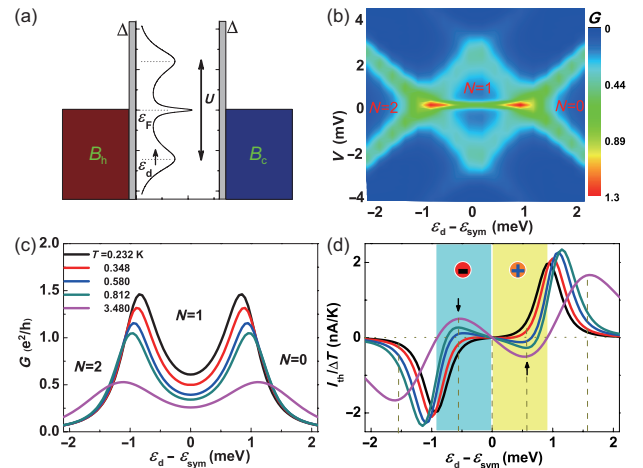 (a)
Δ
Δ
U
ε_F
ε_d
B_h
B_c
(b)
G
V (mV)
4
2
0
−2
−4
N=1
N=2
N=0
−2
−1
0
1
2
ε_d − ε_sym (meV)
0
0.44
0.89
1.3
(c)
G (e²/h)
2.0
1.5
1.0
0.5
0.0
T=0.232 K
0.348
0.580
0.812
3.480
N=1
N=2
N=0
−2
−1
0
1
2
ε_d − ε_sym (meV)
(d)
I_th/ΔT (nA/K)
2
0
−2
−
+
−2
−1
0
1
2
ε_d − ε_sym (meV)